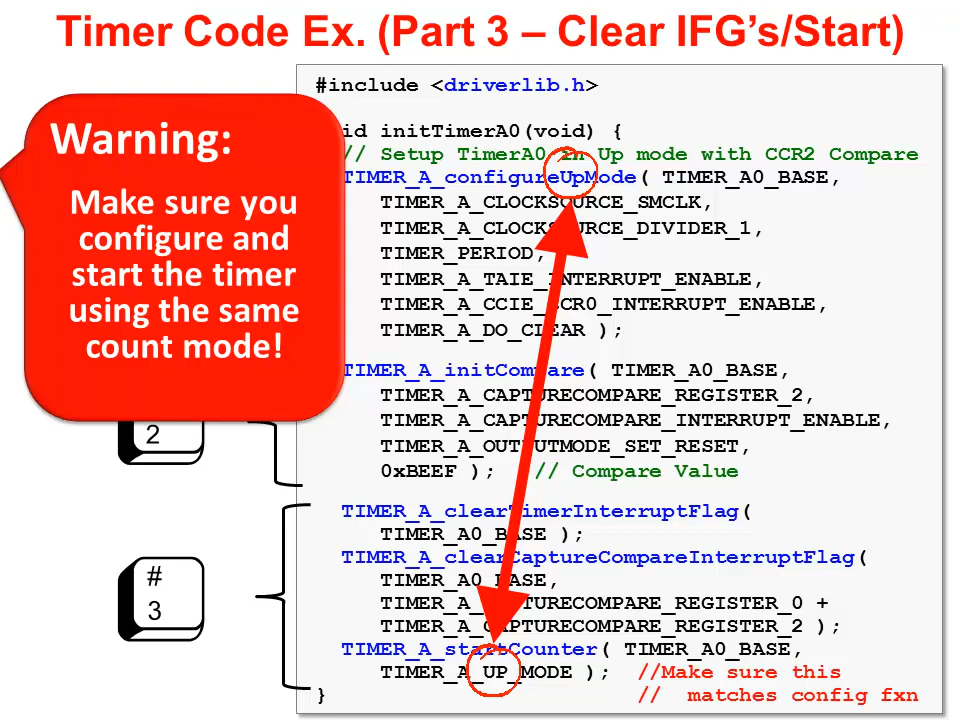 Timer Code Ex. (Part 3 – Clear IFG's/Start)
#include <driverlib.h>
Warning:
Make sure you
configure and
start the timer
using the same
count mode!
id initTimerA0(void) {
// Setup TimerA0 in Up mode with CCR2 Compare
TIMER_A_configureUpMode( TIMER_A0_BASE,
TIMER_A_CLOCKSOURCE_SMCLK,
TIMER_A_CLOCKSOURCE_DIVIDER_1,
TIMER_PERIOD,
TIMER_A_TAIE_INTERRUPT_ENABLE,
TIMER_A_CCIE_CCR0_INTERRUPT_ENABLE,
TIMER_A_DO_CLEAR );
TIMER_A_initCompare( TIMER_A0_BASE,
TIMER_A_CAPTURECOMPARE_REGISTER_2,
TIMER_A_CAPTURECOMPARE_INTERRUPT_ENABLE,
TIMER_A_OUTPUTMODE_SET_RESET,
0xBEEF ); // Compare Value
2
TIMER_A_clearTimerInterruptFlag(
TIMER_A0_BASE );
TIMER_A_clearCaptureCompareInterruptFlag(
TIMER_A0_BASE,
TIMER_A_CAPTURECOMPARE_REGISTER_0 +
TIMER_A_CAPTURECOMPARE_REGISTER_2 );
TIMER_A_startCounter( TIMER_A0_BASE,
TIMER_A_UP_MODE ); //Make sure this
} // matches config fxn
#
3